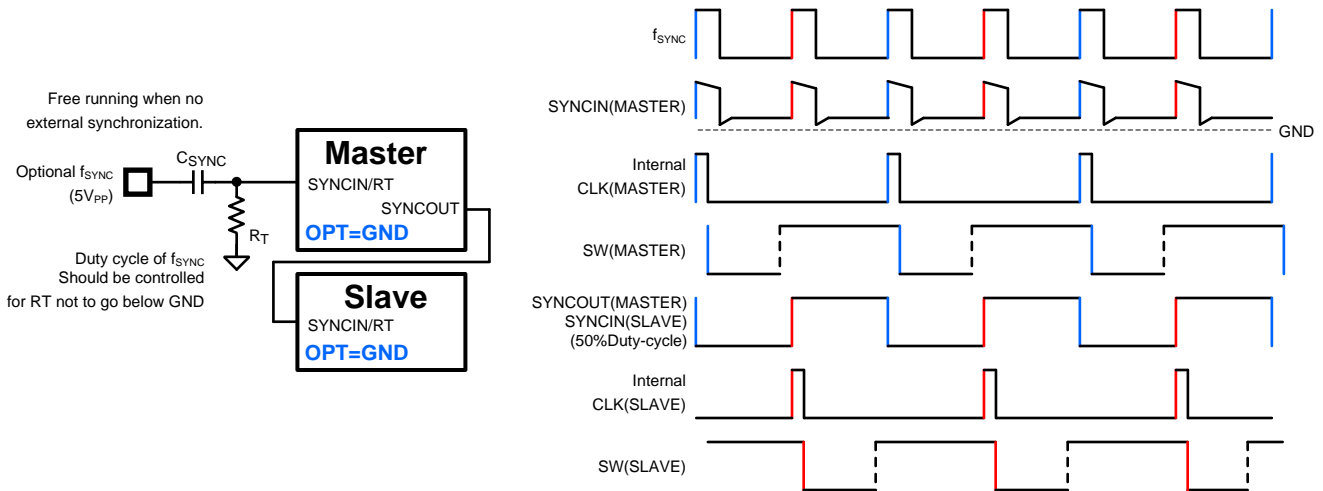 Free running when no
external synchronization.
Optional fSYNC
(5VPP)
CSYNC
RT
Duty cycle of fSYNC
Should be controlled
for RT not to go below GND
Master
SYNCIN/RT
SYNCOUT
OPT=GND
Slave
SYNCIN/RT
OPT=GND
fSYNC
SYNCIN(MASTER)
GND
Internal
CLK(MASTER)
SW(MASTER)
SYNCOUT(MASTER)
SYNCIN(SLAVE)
(50%Duty-cycle)
Internal
CLK(SLAVE)
SW(SLAVE)